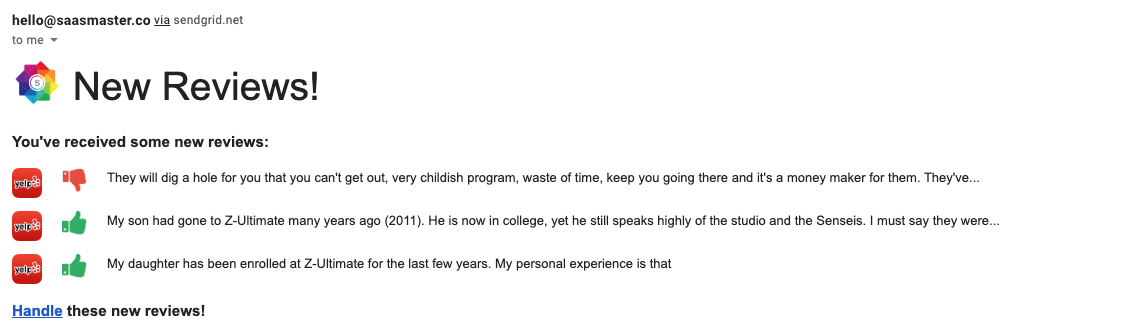 hello@saasmaster.co via sendgrid.net
to me
S New Reviews!
You've received some new reviews:
yelp They will dig a hole for you that you can't get out, very childish program, waste of time, keep you going there and it's a money maker for them. They've...
yelp My son had gone to Z-Ultimate many years ago (2011). He is now in college, yet he still speaks highly of the studio and the Senseis. I must say they were...
yelp My daughter has been enrolled at Z-Ultimate for the last few years. My personal experience is that
Handle these new reviews!